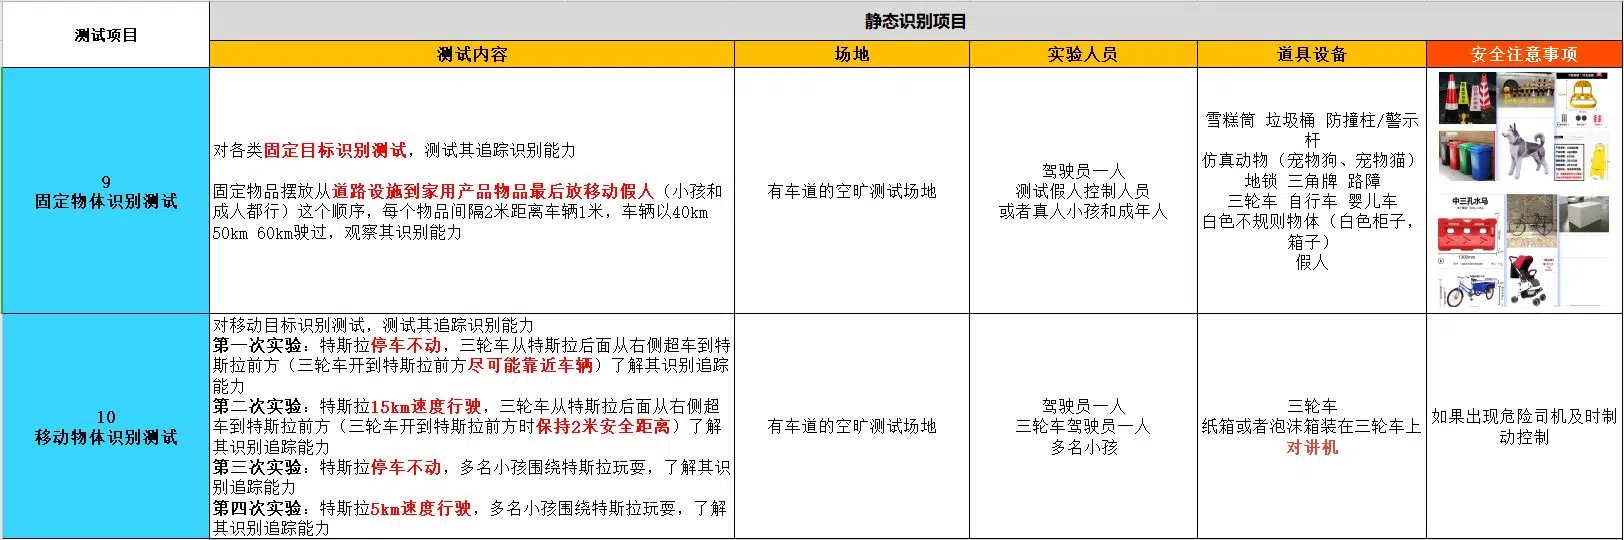 测试项目
静态识别项目
测试内容
场地
实验人员
道具设备
安全注意事项
9
固定物体识别测试
对各类固定目标识别测试，测试其追踪识别能力
固定物品摆放从道路设施到家用产品物品最后放移动假人（小孩和
成人都行）这个顺序，每个物品间隔2米距离车辆1米，车辆以40km
50km 60km驶过，观察其识别能力
有车道的空旷测试场地
驾驶员一人
测试假人控制人员
或者真人小孩和成年人
雪糕筒 垃圾桶 防撞柱/警示
杆
仿真动物（宠物狗、宠物猫）
地锁 三角牌 路障
三轮车 自行车 婴儿车
白色不规则物体（白色柜子，
箱子）
假人
中三孔水马
1300mm
10
移动物体识别测试
对移动目标识别测试，测试其追踪识别能力
第一次实验：特斯拉停车不动，三轮车从特斯拉后面从右侧超车到特
斯拉前方（三轮车开到特斯拉前方尽可能靠近车辆）了解其识别追踪
能力
第二次实验：特斯拉15km速度行驶，三轮车从特斯拉后面从右侧超
车到特斯拉前方（三轮车开到特斯拉前方时保持2米安全距离）了解
其识别追踪能力
第三次实验：特斯拉停车不动，多名小孩围绕特斯拉玩耍，了解其识
别追踪能力
第四次实验：特斯拉5km速度行驶，多名小孩围绕特斯拉玩耍，了解
其识别追踪能力
有车道的空旷测试场地
驾驶员一人
三轮车驾驶员一人
多名小孩
三轮车
纸箱或者泡沫箱装在三轮车上
对讲机
如果出现危险司机及时制
动控制